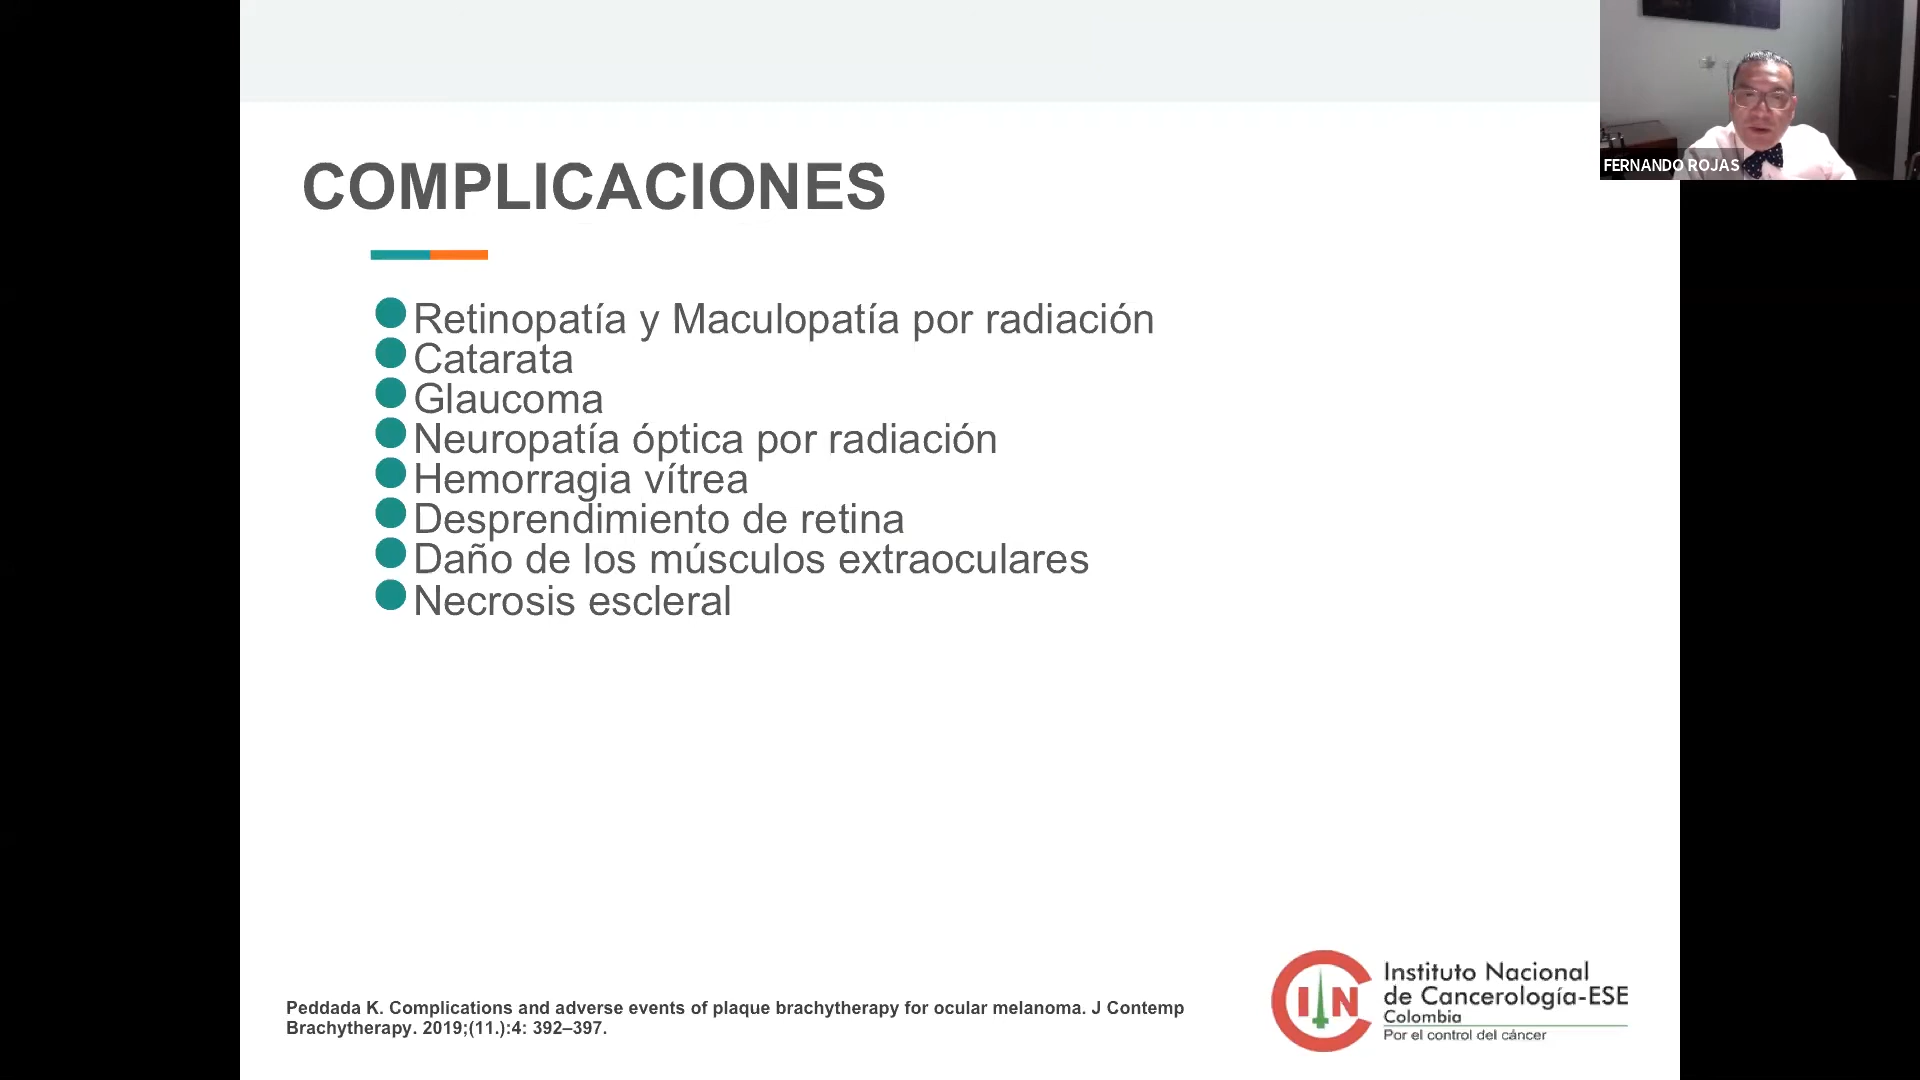 FERNANDO ROJAS
COMPLICACIONES
Retinopatía y Maculopatía por radiación
Catarata
Glaucoma
Neuropatía óptica por radiación
Hemorragia vítrea
Desprendimiento de retina
Daño de los músculos extraoculares
Necrosis escleral
Peddada K. Complications and adverse events of plaque brachytherapy for ocular melanoma. J Contemp
Brachytherapy. 2019;(11.):4: 392–397.
INC
Instituto Nacional
de Cancerología-ESE
Colombia
Por el control del cáncer